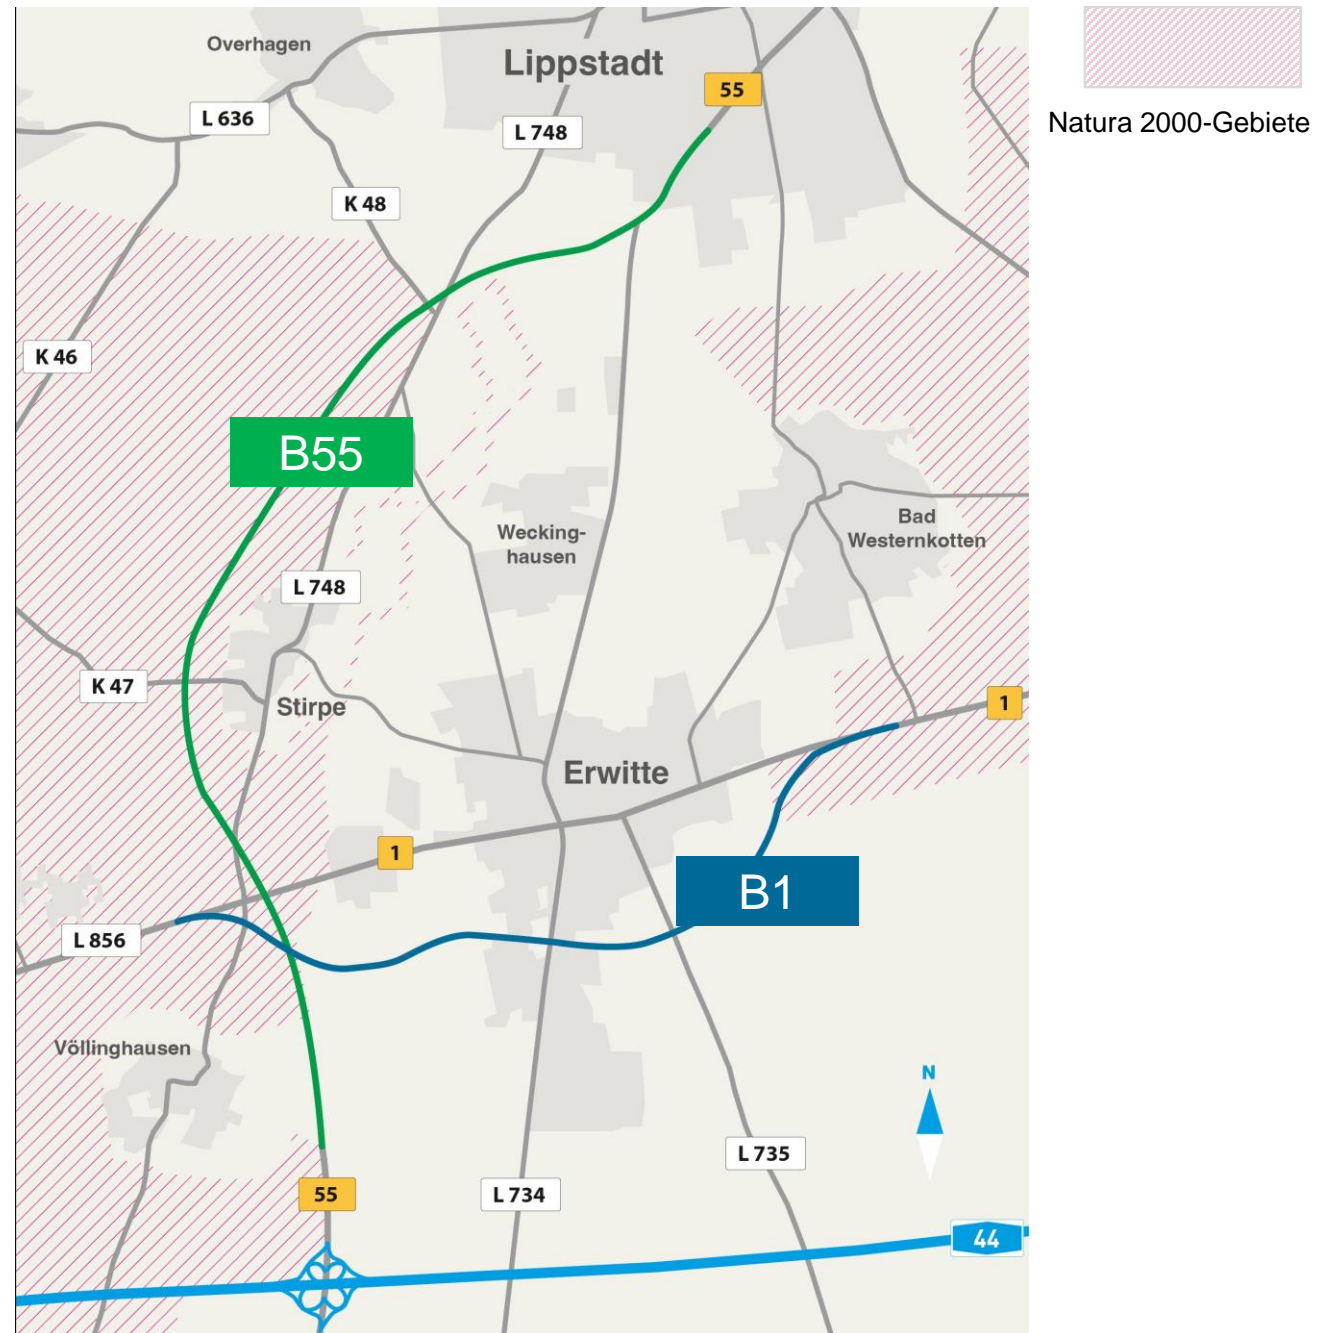 Overhagen
Lippstadt
55
L 636
L 748
Natura 2000-Gebiete
K 48
K 46
B55
Wecking-
hausen
Bad
Westernkotten
L 748
K 47
Stirpe
1
Erwitte
1
B1
L 856
Völlinghausen
N
L 735
55
L 734
44